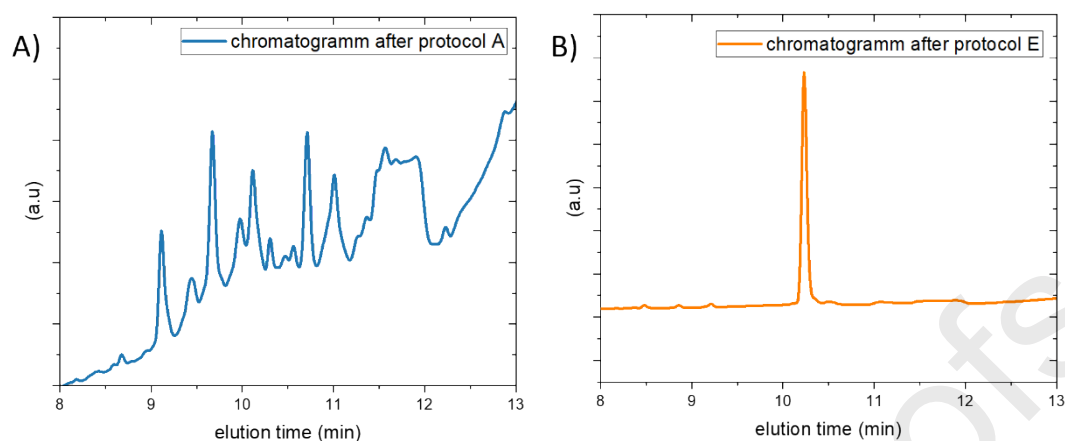 A)
chromatogramm after protocol A
(a.u)
8 9 10 11 12 13
elution time (min)
B)
chromatogramm after protocol E
(a.u)
8 9 10 11 12 13
elution time (min)
ofs